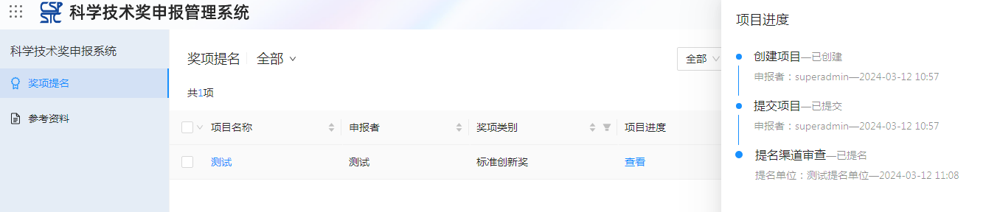 CSP
STC
科学技术奖申报管理系统
科学技术奖申报系统
奖项提名
参考资料
奖项提名 全部
全部
共1项
项目名称 申报者 奖项类别 项目进度
测试 测试 标准创新奖 查看
项目进度
创建项目—已创建
申报者：superadmin—2024-03-12 10:57
提交项目—已提交
申报者：superadmin—2024-03-12 10:57
提名渠道审查—已提名
提名单位：测试提名单位—2024-03-12 11:08